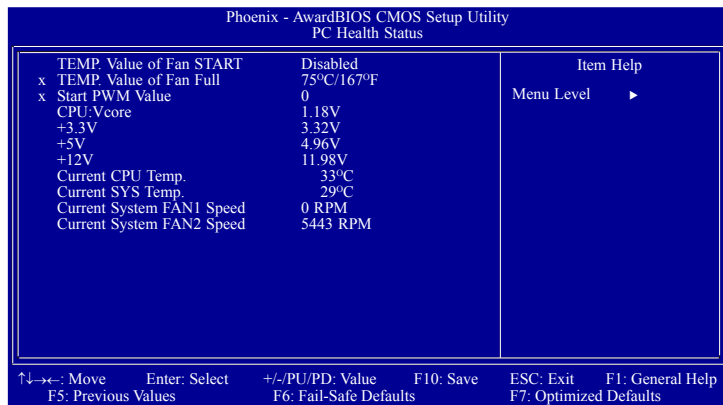 Phoenix - AwardBIOS CMOS Setup Utility
PC Health Status
TEMP. Value of Fan START Disabled
x TEMP. Value of Fan Full 75°C/167°F
x Start PWM Value 0
CPU:Vcore 1.18V
+3.3V 3.32V
+5V 4.96V
+12V 11.98V
Current CPU Temp. 33°C
Current SYS Temp. 29°C
Current System FAN1 Speed 0 RPM
Current System FAN2 Speed 5443 RPM
Item Help
Menu Level ►
↑↓→←: Move Enter: Select +/-/PU/PD: Value F10: Save ESC: Exit F1: General Help
F5: Previous Values F6: Fail-Safe Defaults F7: Optimized Defaults